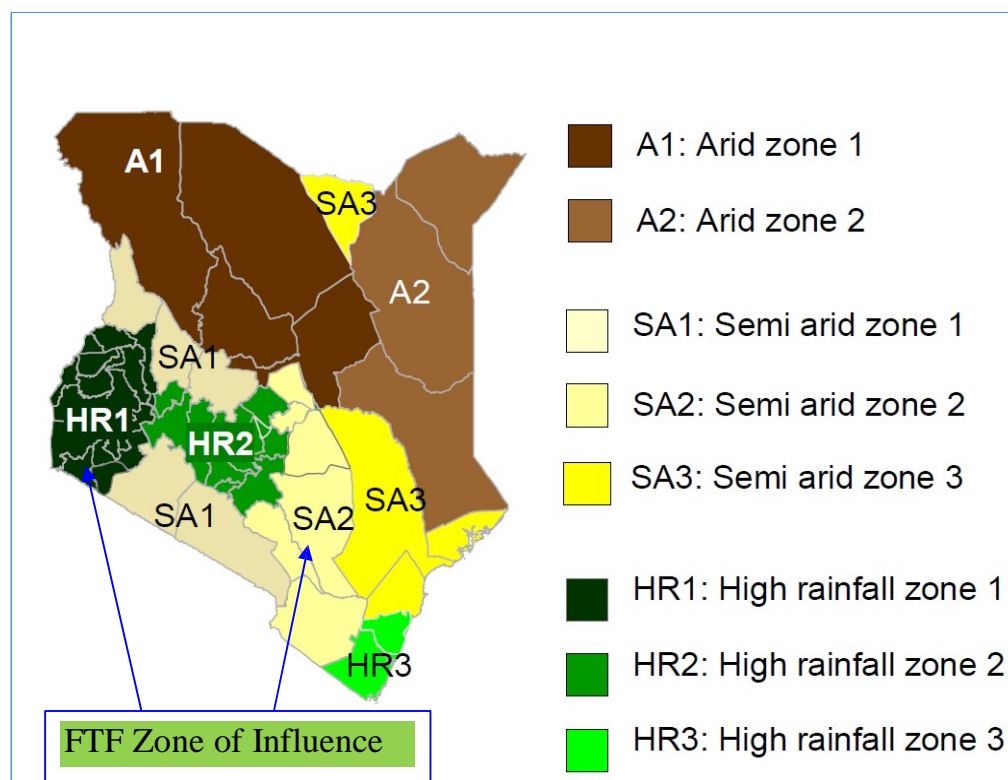 A1
SA3
A2
SA1
HR1
HR2
SA3
SA1
SA2
HR3
FTF Zone of Influence
A1: Arid zone 1
A2: Arid zone 2
SA1: Semi arid zone 1
SA2: Semi arid zone 2
SA3: Semi arid zone 3
HR1: High rainfall zone 1
HR2: High rainfall zone 2
HR3: High rainfall zone 3